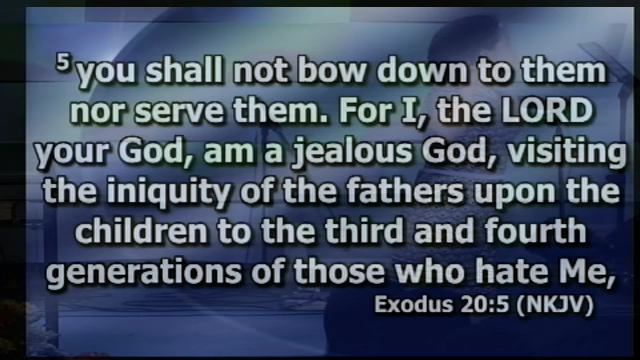 5 you shall not bow down to them
nor serve them. For I, the LORD
your God, am a jealous God, visiting
the iniquity of the fathers upon the
children to the third and fourth
generations of those who hate Me,
Exodus 20:5 (NKJV)